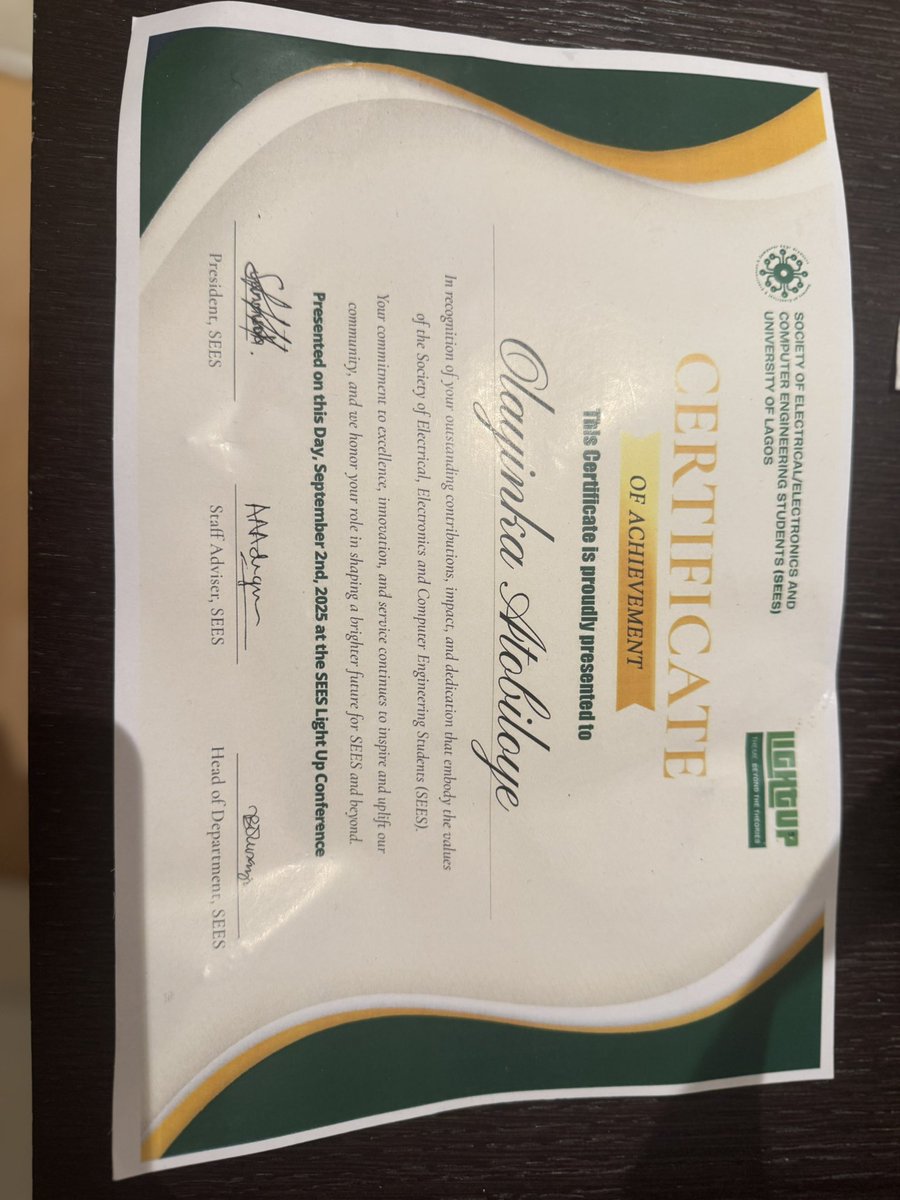 SOCIETY OF ELECTRICAL/ELECTRONICS AND
COMPUTER ENGINEERING STUDENTS (SEES)
UNIVERSITY OF LAGOS
LIGHTUP
THEME: BEYOND THE THEORIES
CERTIFICATE
OF ACHIEVEMENT
This Certificate is proudly presented to
Olayinka Atobiloye
In recognition of your outstanding contributions, impact, and dedication that embody the values
of the Society of Electrical, Electronics and Computer Engineering Students (SEES).
Your commitment to excellence, innovation, and service continues to inspire and uplift our
community, and we honor your role in shaping a brighter future for SEES and beyond.
Presented on this Day, September 2nd, 2025 at the SEES Light Up Conference
President, SEES
Staff Adviser, SEES
Head of Department, SEES